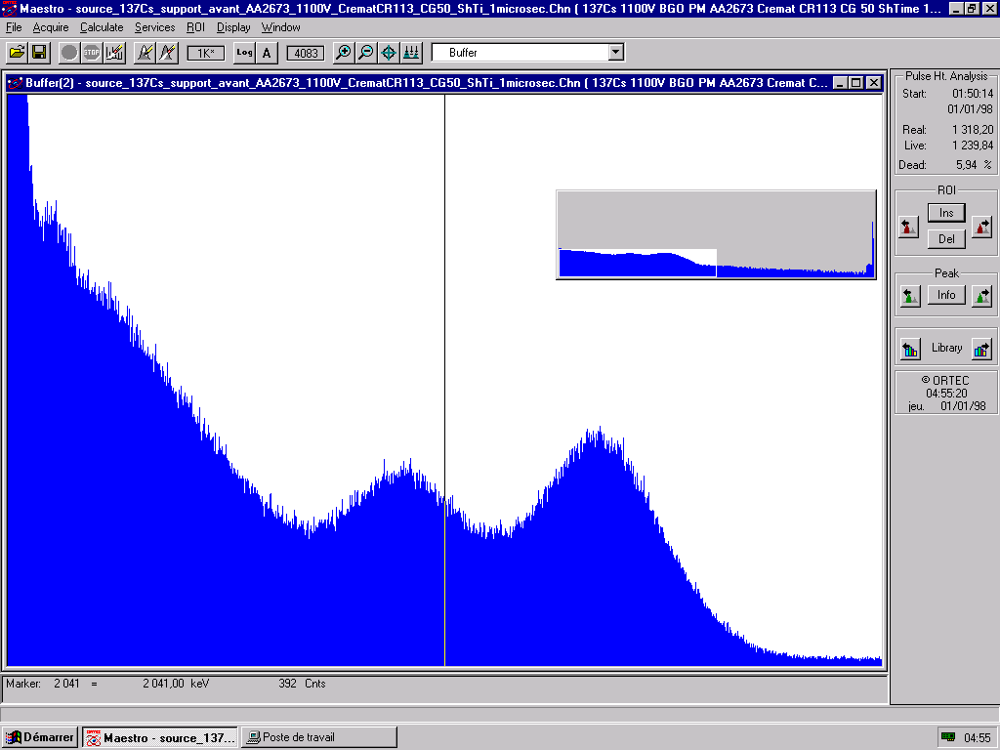 Maestro - source_137Cs_support_avant_AA2673_1100V_CrematCR113_CG50_ShTi_1microsec.Chn ( 137Cs 1100V BGO PM AA2673 Cremat CR113 CG 50 ShTime 1...
File Acquire Calculate Services ROI Display Window
STOP 1K* Log A 4083 Buffer
Buffer(2) - source_137Cs_support_avant_AA2673_1100V_CrematCR113_CG50_ShTi_1microsec.Chn ( 137Cs 1100V BGO PM AA2673 Cremat C...
Pulse Ht. Analysis
Start: 01:50:14
01/01/98
Real: 1 318,20
Live: 1 239,84
Dead: 5,94 %
ROI
Ins
Del
Peak
Info
Library
© ORTEC
04:55:20
jeu. 01/01/98
Marker: 2 041 = 2 041,00 keV 392 Cnts
Démarrer Maestro - source_137... Poste de travail 04:55